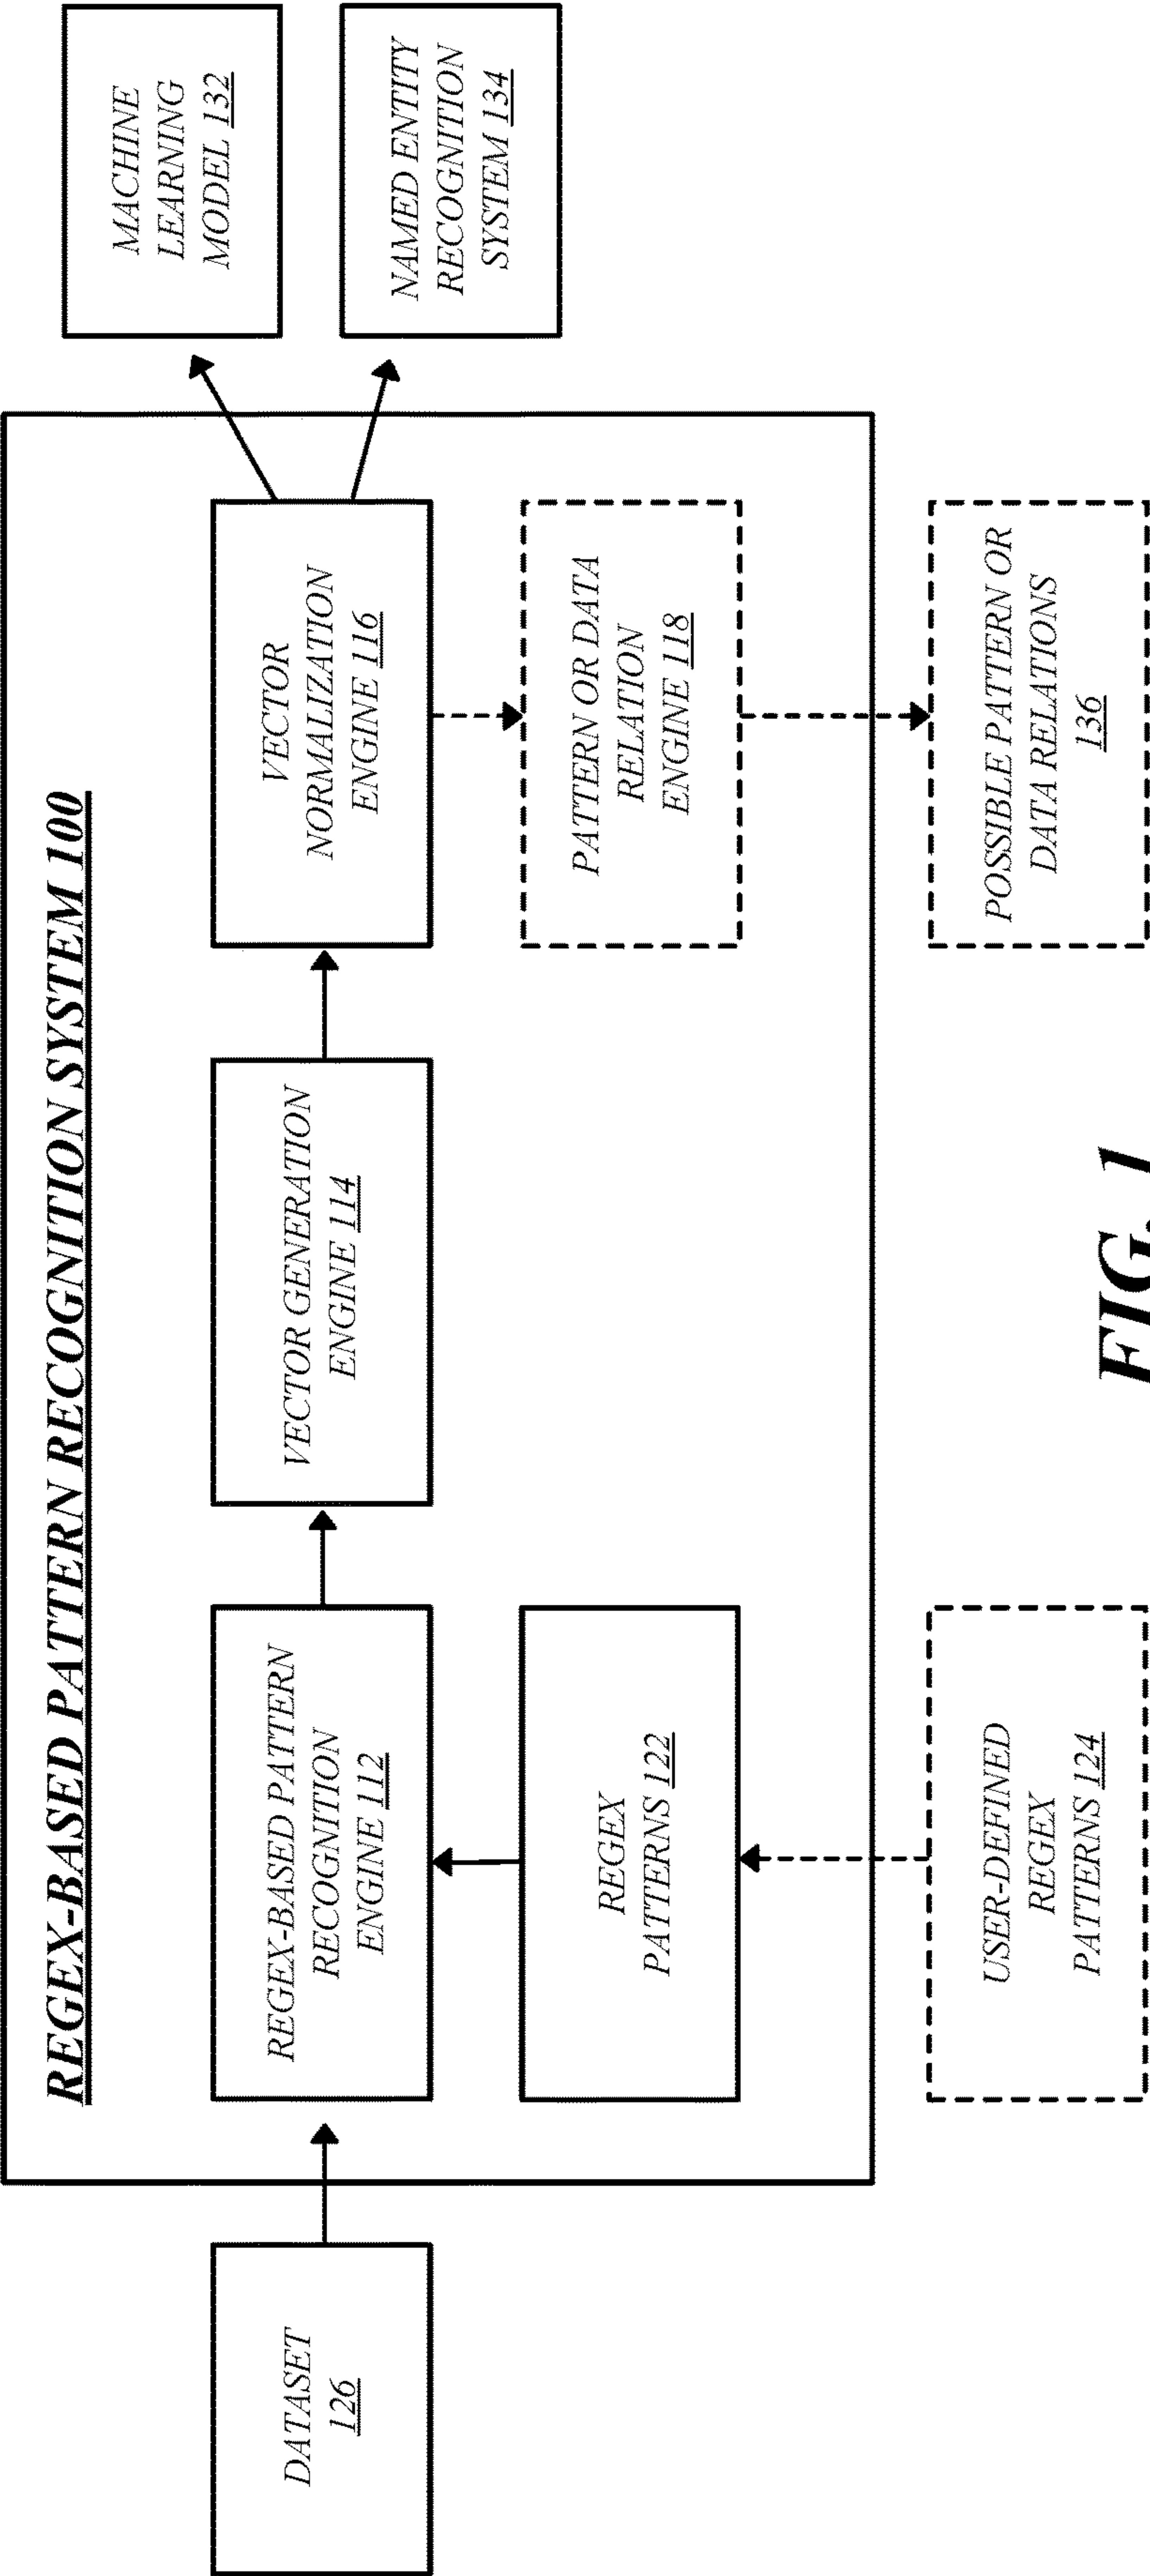 REGEX-BASED PATTERN RECOGNITION SYSTEM 100
DATASET
126
REGEX-BASED PATTERN
RECOGNITION
ENGINE 112
VECTOR GENERATION
ENGINE 114
VECTOR
NORMALIZATION
ENGINE 116
MACHINE
LEARNING
MODEL 132
NAMED ENTITY
RECOGNITION
SYSTEM 134
REGEX
PATTERNS 122
PATTERN OR DATA
RELATION
ENGINE 118
USER-DEFINED
REGEX
PATTERNS 124
POSSIBLE PATTERN OR
DATA RELATIONS
136
FIG. 1